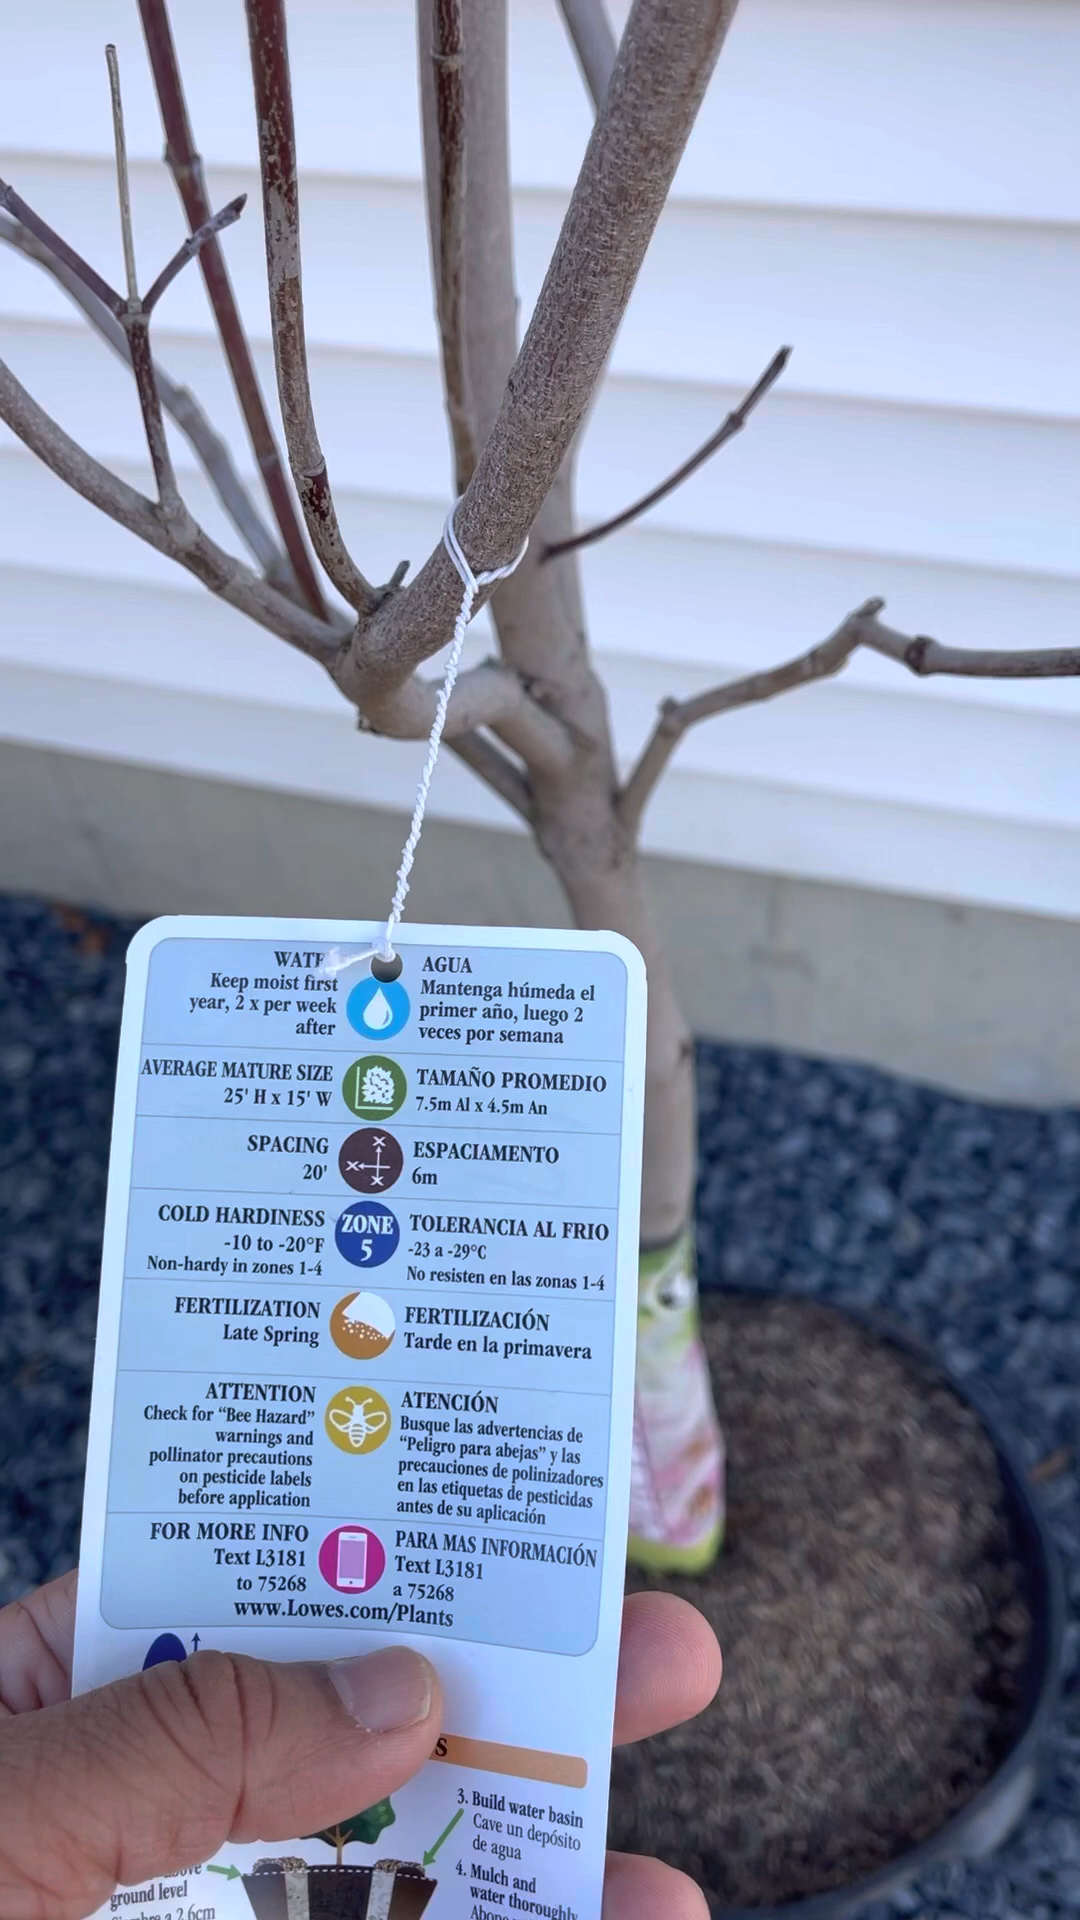 Keep moist first
year, 2 x per week
after
AGUA
Mantenga húmeda el
primer año, luego 2
veces por semana
AVERAGE MATURE SIZE
25' H x 15' W
TAMAÑO PROMEDIO
7.5m Al x 4.5m An
SPACING
20'
ESPACIAMENTO
6m
COLD HARDINESS
-10 to -20°F
Non-hardy in zones 1-4
ZONE
5
TOLERANCIA AL FRIO
-23 a -29°C
No resisten en las zonas 1-4
FERTILIZATION
Late Spring
FERTILIZACIÓN
Tarde en la primavera
ATTENTION
Check for “Bee Hazard”
warnings and
pollinator precautions
on pesticide labels
before application
ATENCIÓN
Busque las advertencias de
“Peligro para abejas” y las
precauciones de polinizadores
en las etiquetas de pesticidas
antes de su aplicación
FOR MORE INFO
Text L3181
to 75268
PARA MAS INFORMACIÓN
Text L3181
a 75268
www.Lowes.com/Plants
3. Build water basin
Cave un depósito
de agua
4. Mulch and
water thoroughly
ground level
a 2.6cm